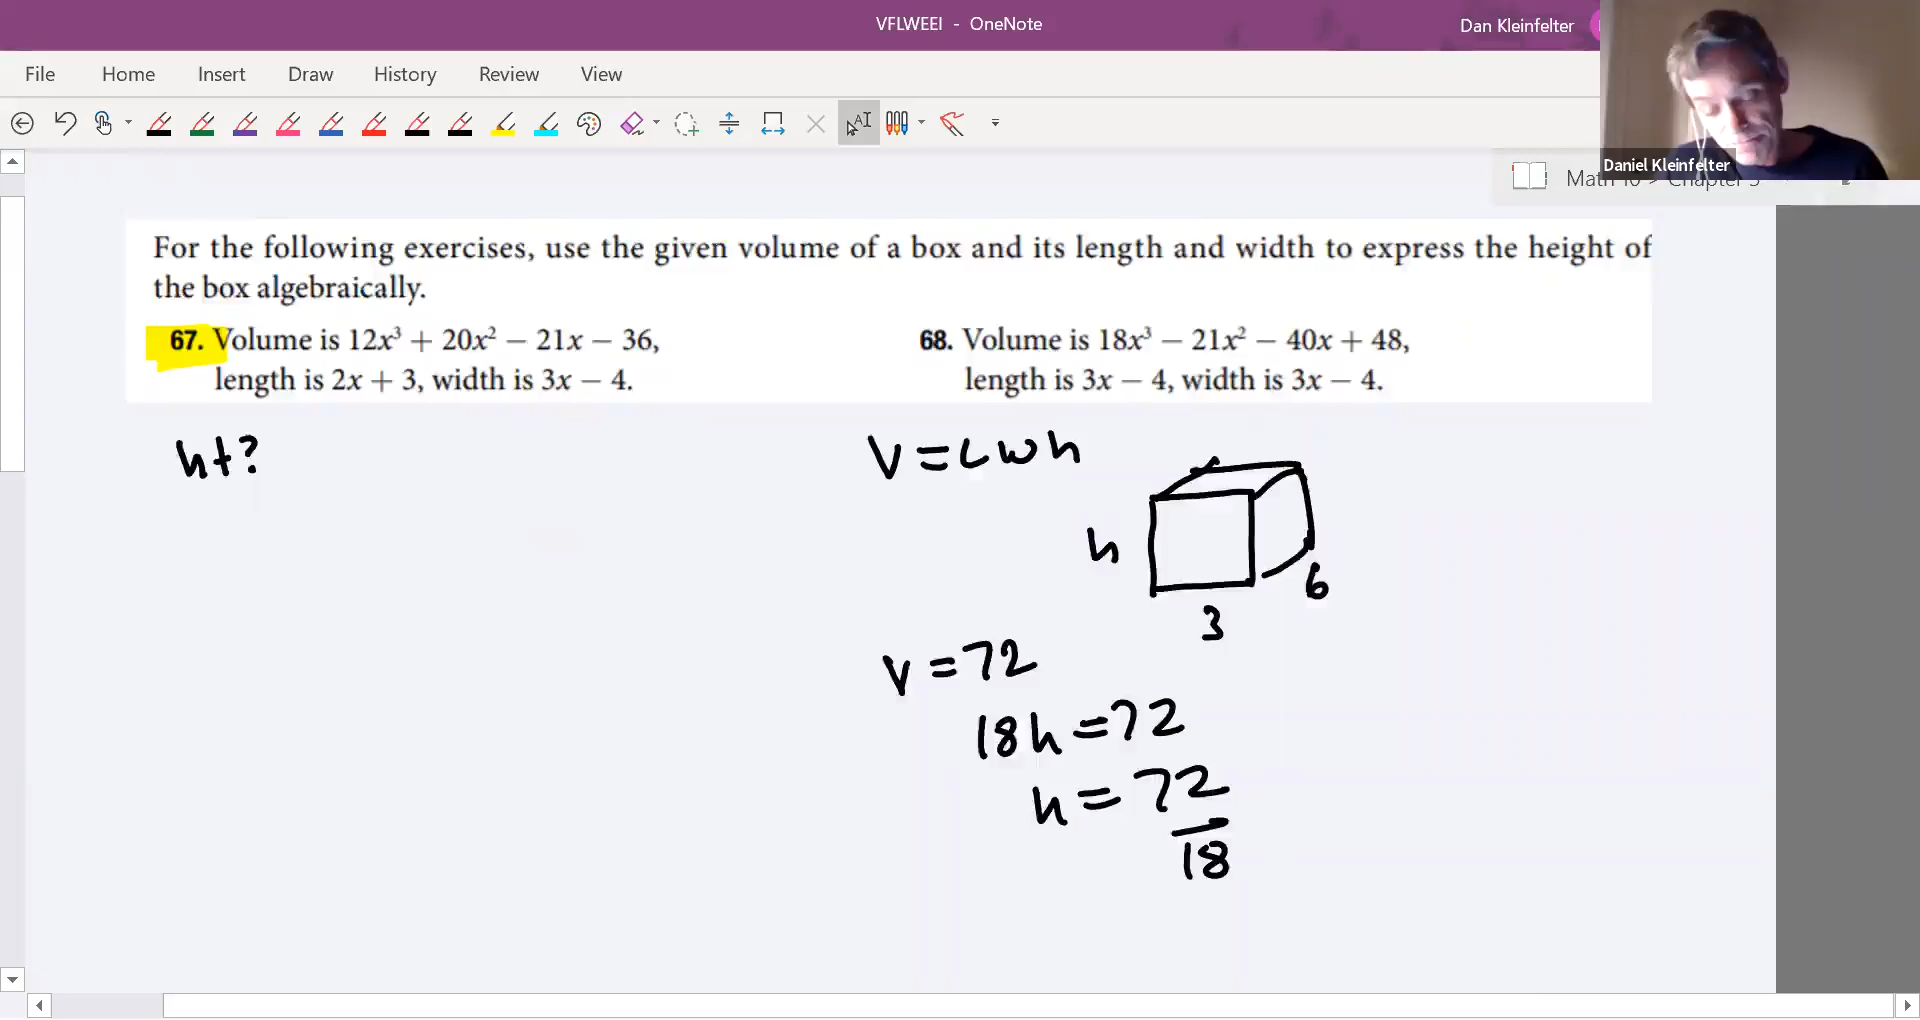 VFLWEEI - OneNote
Dan Kleinfelter
File Home Insert Draw History Review View
Daniel Kleinfelter
Math 10 > Chapter
For the following exercises, use the given volume of a box and its length and width to express the height of
the box algebraically.
67. Volume is 12x³ + 20x² − 21x − 36,
length is 2x + 3, width is 3x − 4.
68. Volume is 18x³ − 21x² − 40x + 48,
length is 3x − 4, width is 3x − 4.
ht?
V = L W h
h
6
3
V = 72
18h = 72
h = 72
18